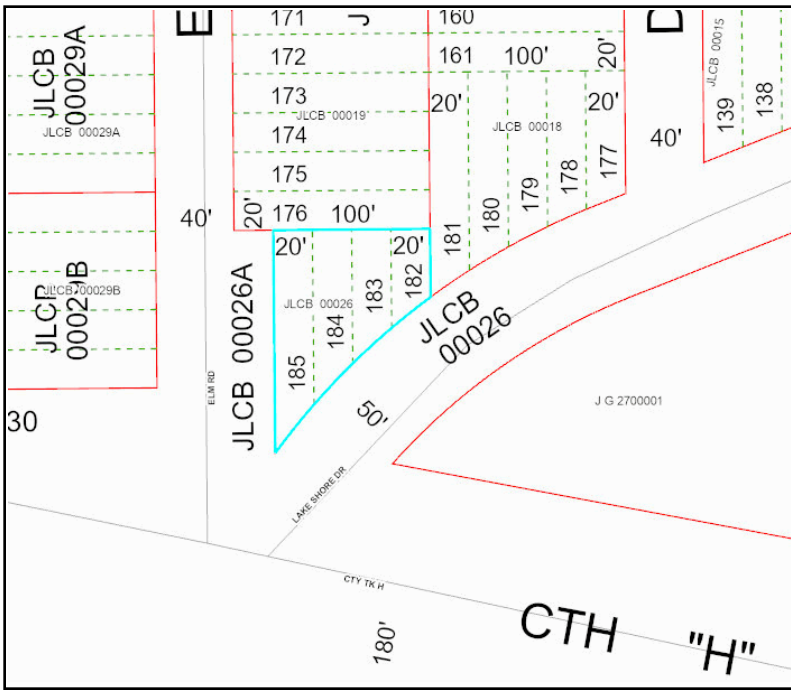 171
J
160
E
D
JLCB
00029A
172
161
100'
20'
JLCB 00015
173
20'
20'
139
138
JLCB 00029A
JLCB 00019
JLCB 00018
174
40'
175
177
178
179
180
181
40'
20'
176
100'
20'
20'
182
183
184
185
JLCB 00026
JLCB
00029B
JLCB 00029B
JLCB 00026A
JLCB
00026
ELM RD
30
50'
J G 2700001
LAKE SHORE DR
CTY TK H
180'
CTH "H"